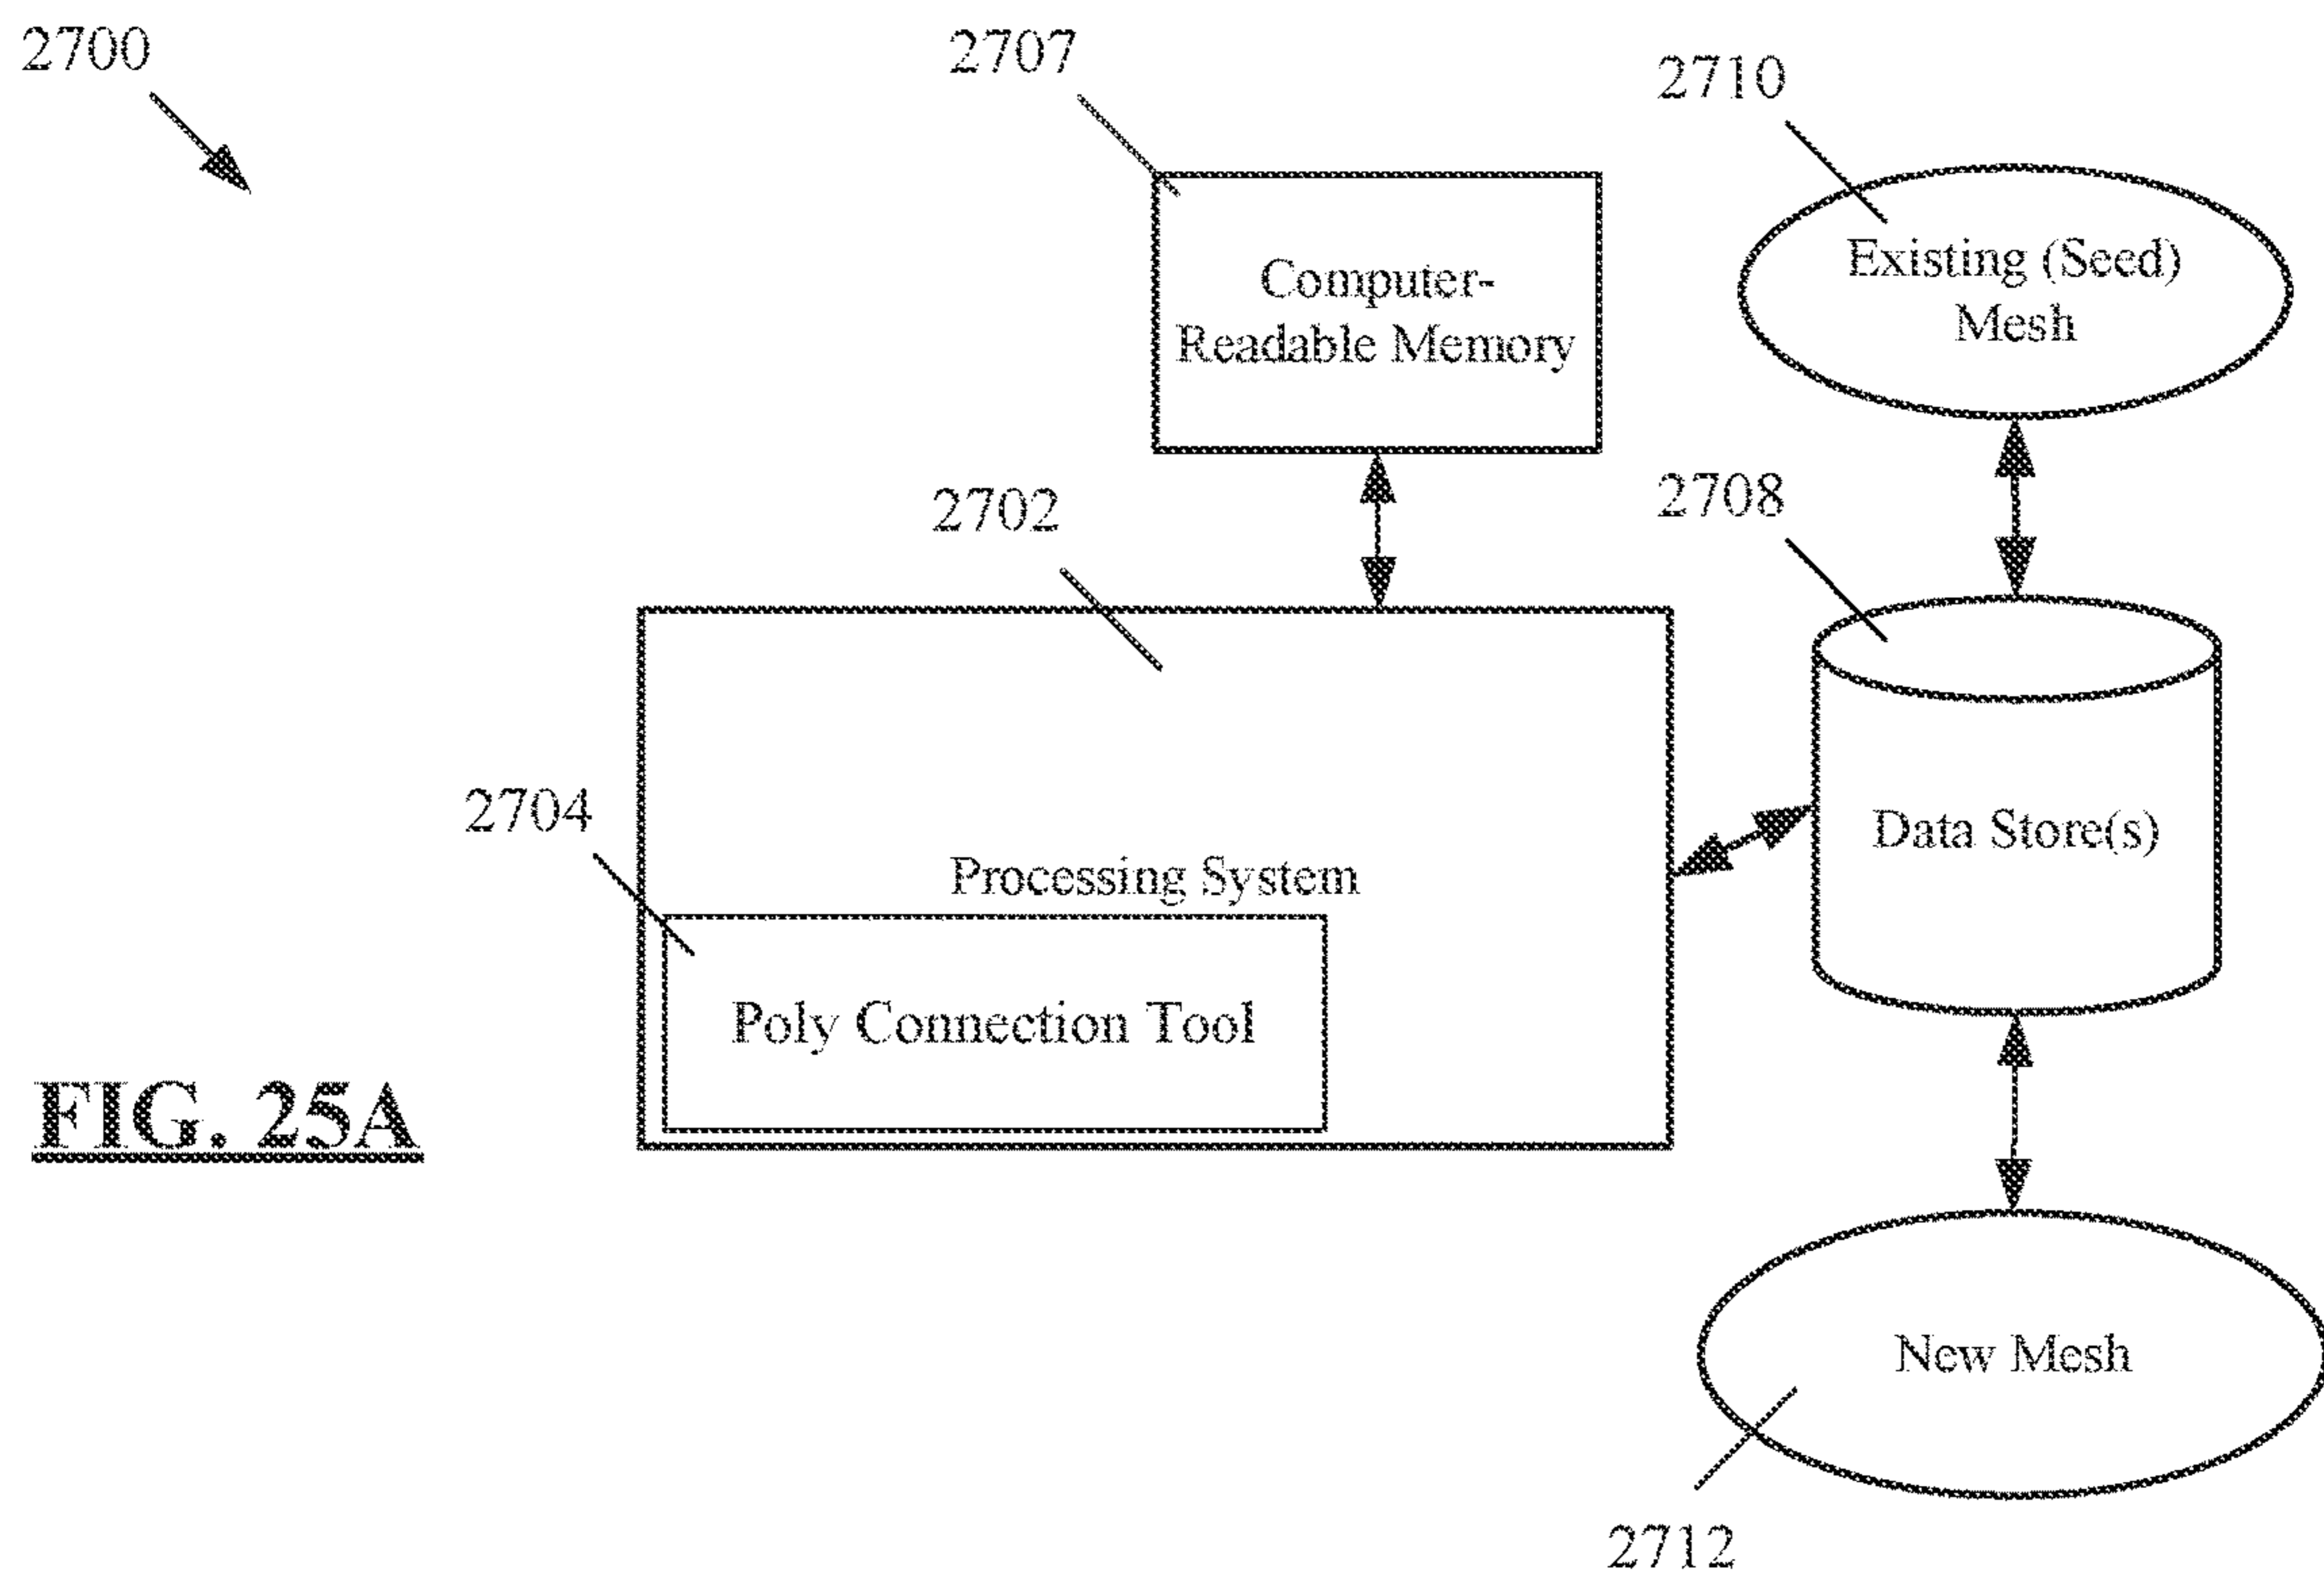 2700
2707
2710
Computer-
Readable Memory
Existing (Seed)
Mesh
2702
2708
2704
Processing System
Data Store(s)
Poly Connection Tool
FIG. 25A
New Mesh
2712